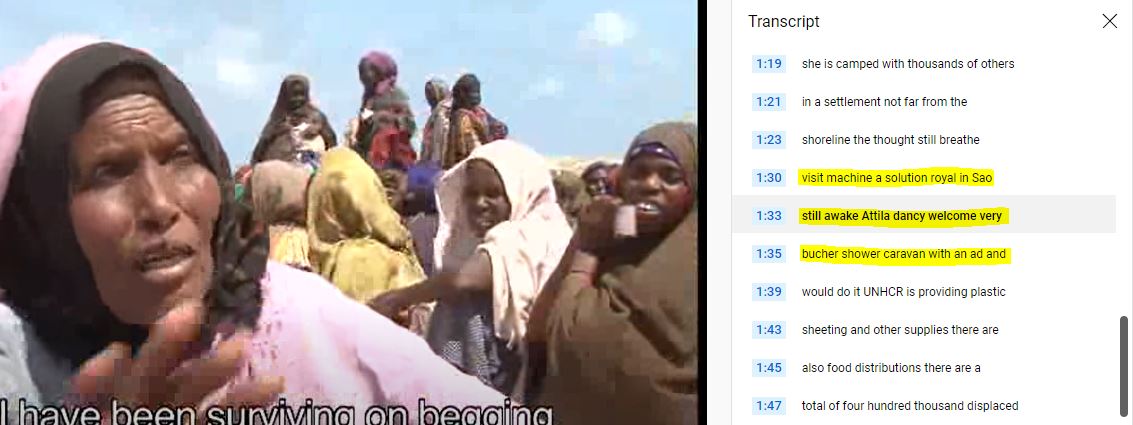 I have been surviving on begging
Transcript
1:19 she is camped with thousands of others
1:21 in a settlement not far from the
1:23 shoreline the thought still breathe
1:30 visit machine a solution royal in Sao
1:33 still awake Attila dancy welcome very
1:35 bucher shower caravan with an ad and
1:39 would do it UNHCR is providing plastic
1:43 sheeting and other supplies there are
1:45 also food distributions there are a
1:47 total of four hundred thousand displaced